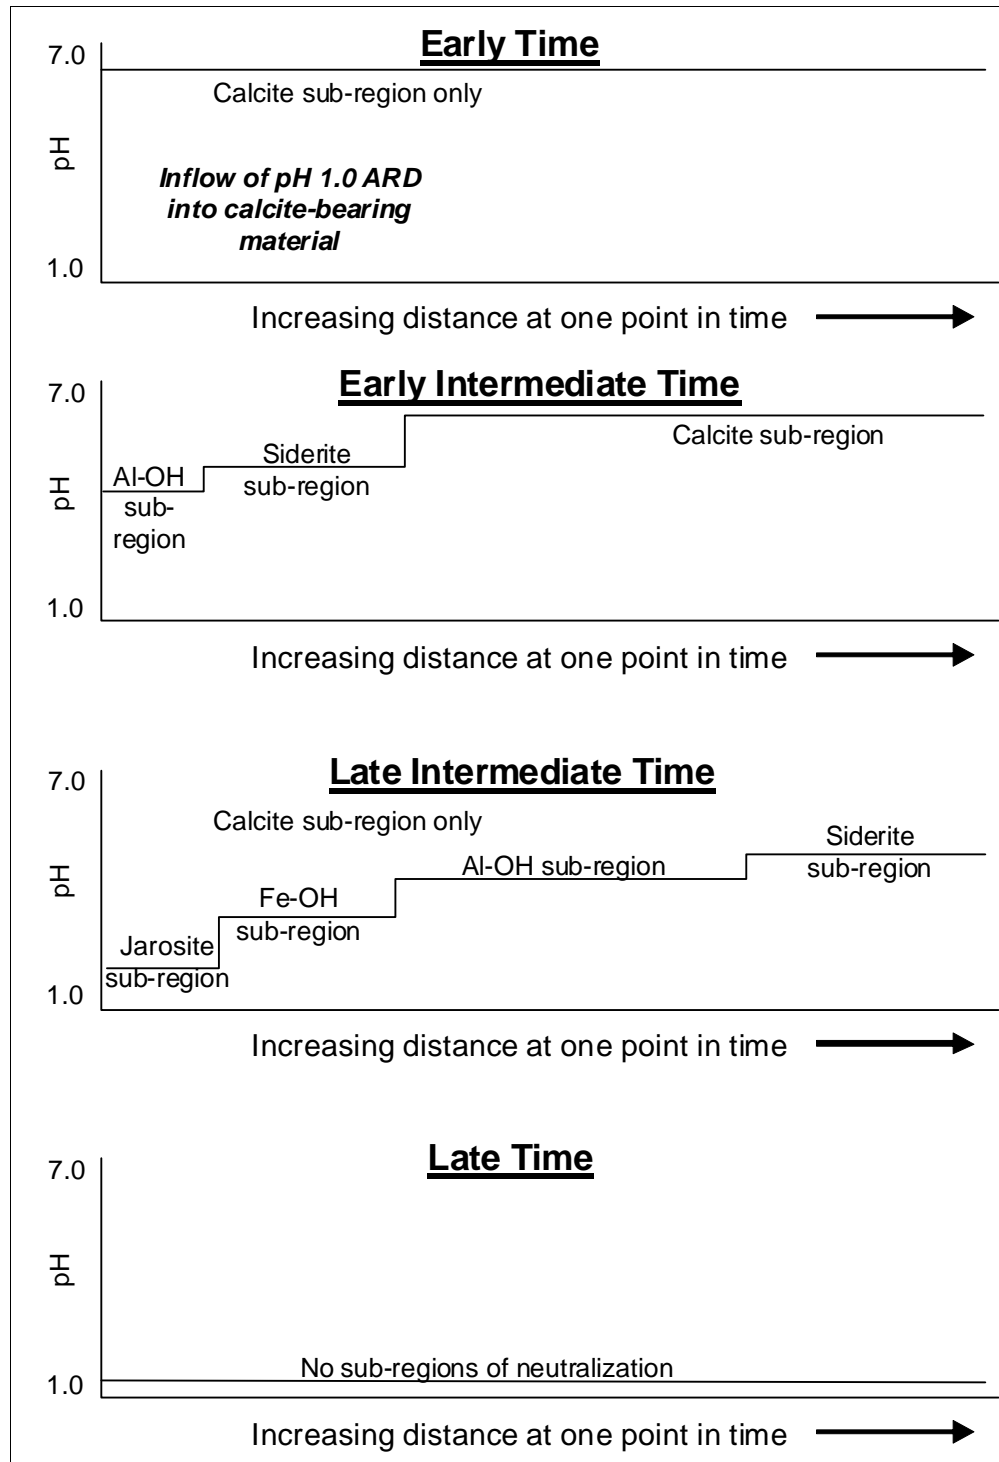 Early Time
7.0
Calcite sub-region only
pH
Inflow of pH 1.0 ARD
into calcite-bearing
material
1.0
Increasing distance at one point in time
Early Intermediate Time
7.0
Calcite sub-region
Siderite
sub-region
Al-OH
sub-
region
pH
1.0
Increasing distance at one point in time
Late Intermediate Time
7.0
Calcite sub-region only
Siderite
sub-region
Al-OH sub-region
pH
Fe-OH
sub-region
Jarosite
sub-region
1.0
Increasing distance at one point in time
Late Time
7.0
pH
No sub-regions of neutralization
1.0
Increasing distance at one point in time